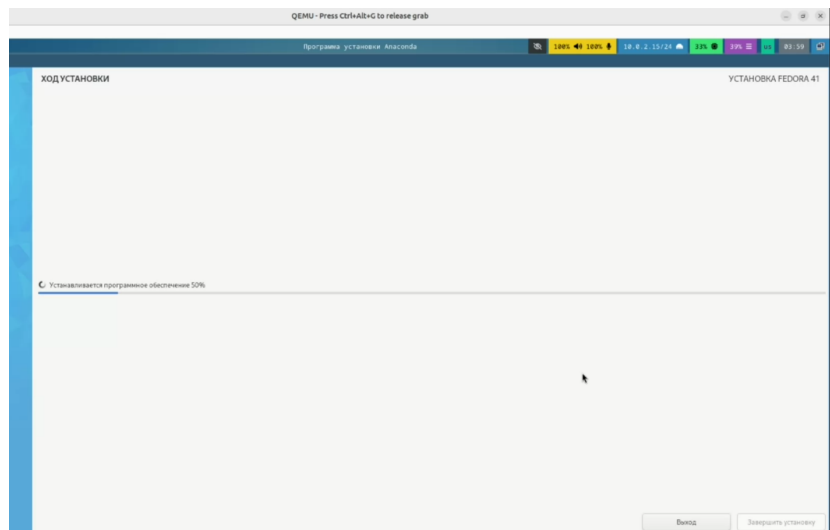 QEMU - Press Ctrl+Alt+G to release grab
Программа установки Anaconda 100% 100% 10.0.2.15/24 33% 39% us 03:59
ХОД УСТАНОВКИ УСТАНОВКА FEDORA 41
Устанавливается программное обеспечение 50%
Выход Завершить установку